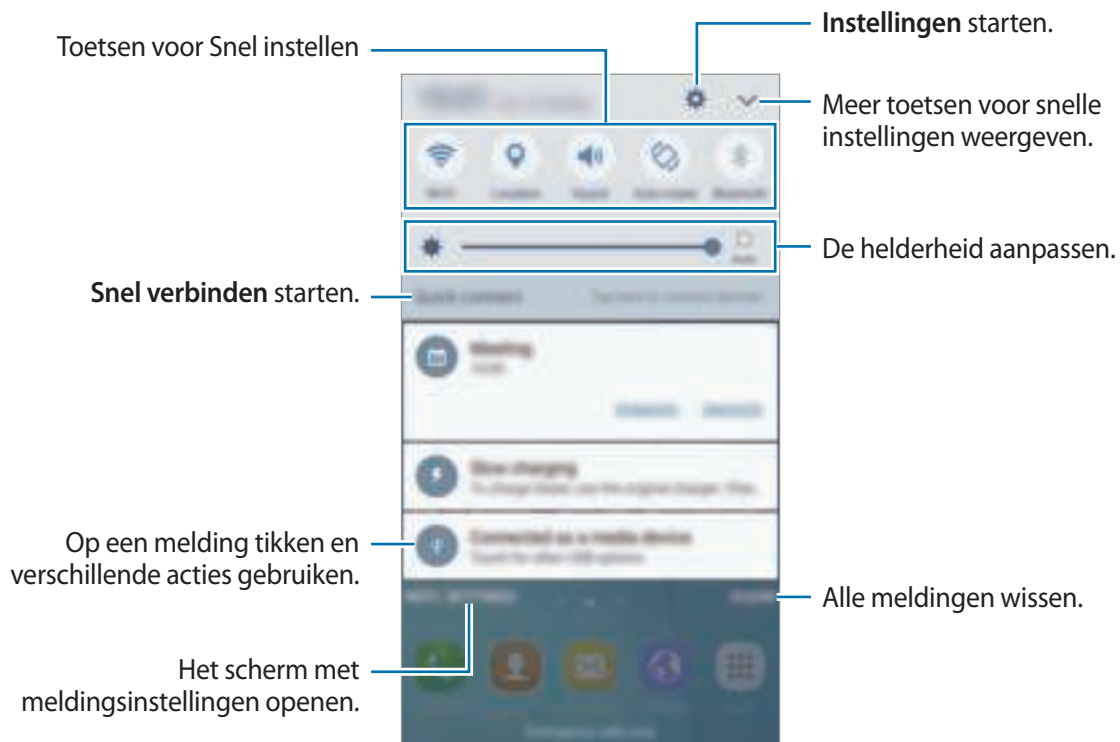 Instellingen starten.
Toetsen voor Snel instellen
Meer toetsen voor snelle
instellingen weergeven.
De helderheid aanpassen.
Snel verbinden starten.
Quick connect
Meeting
Slow charging
Connected as a media device
Op een melding tikken en
verschillende acties gebruiken.
Alle meldingen wissen.
Het scherm met
meldingsinstellingen openen.